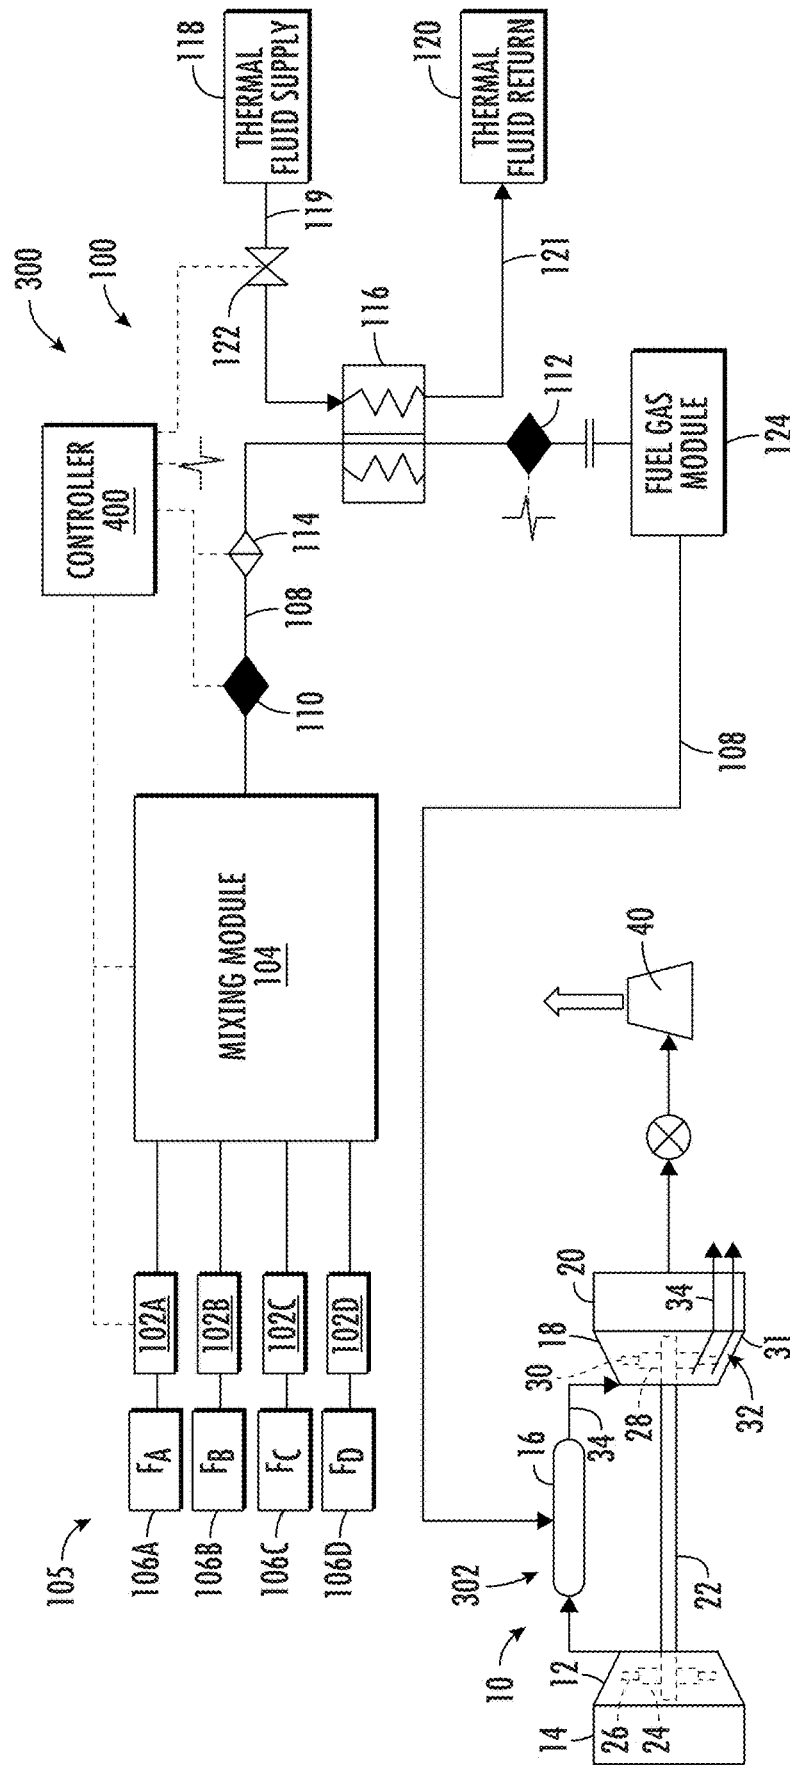 300
100
105
CONTROLLER
400
THERMAL
FLUID SUPPLY
118
THERMAL
FLUID RETURN
120
119
121
122
116
114
112
110
108
MIXING MODULE
104
FUEL GAS
MODULE
124
108
FA
106A
102A
FB
106B
102B
FC
106C
102C
FD
106D
102D
302
10
16
34
14
12
26
24
22
30
28
18
20
34
32
31
40